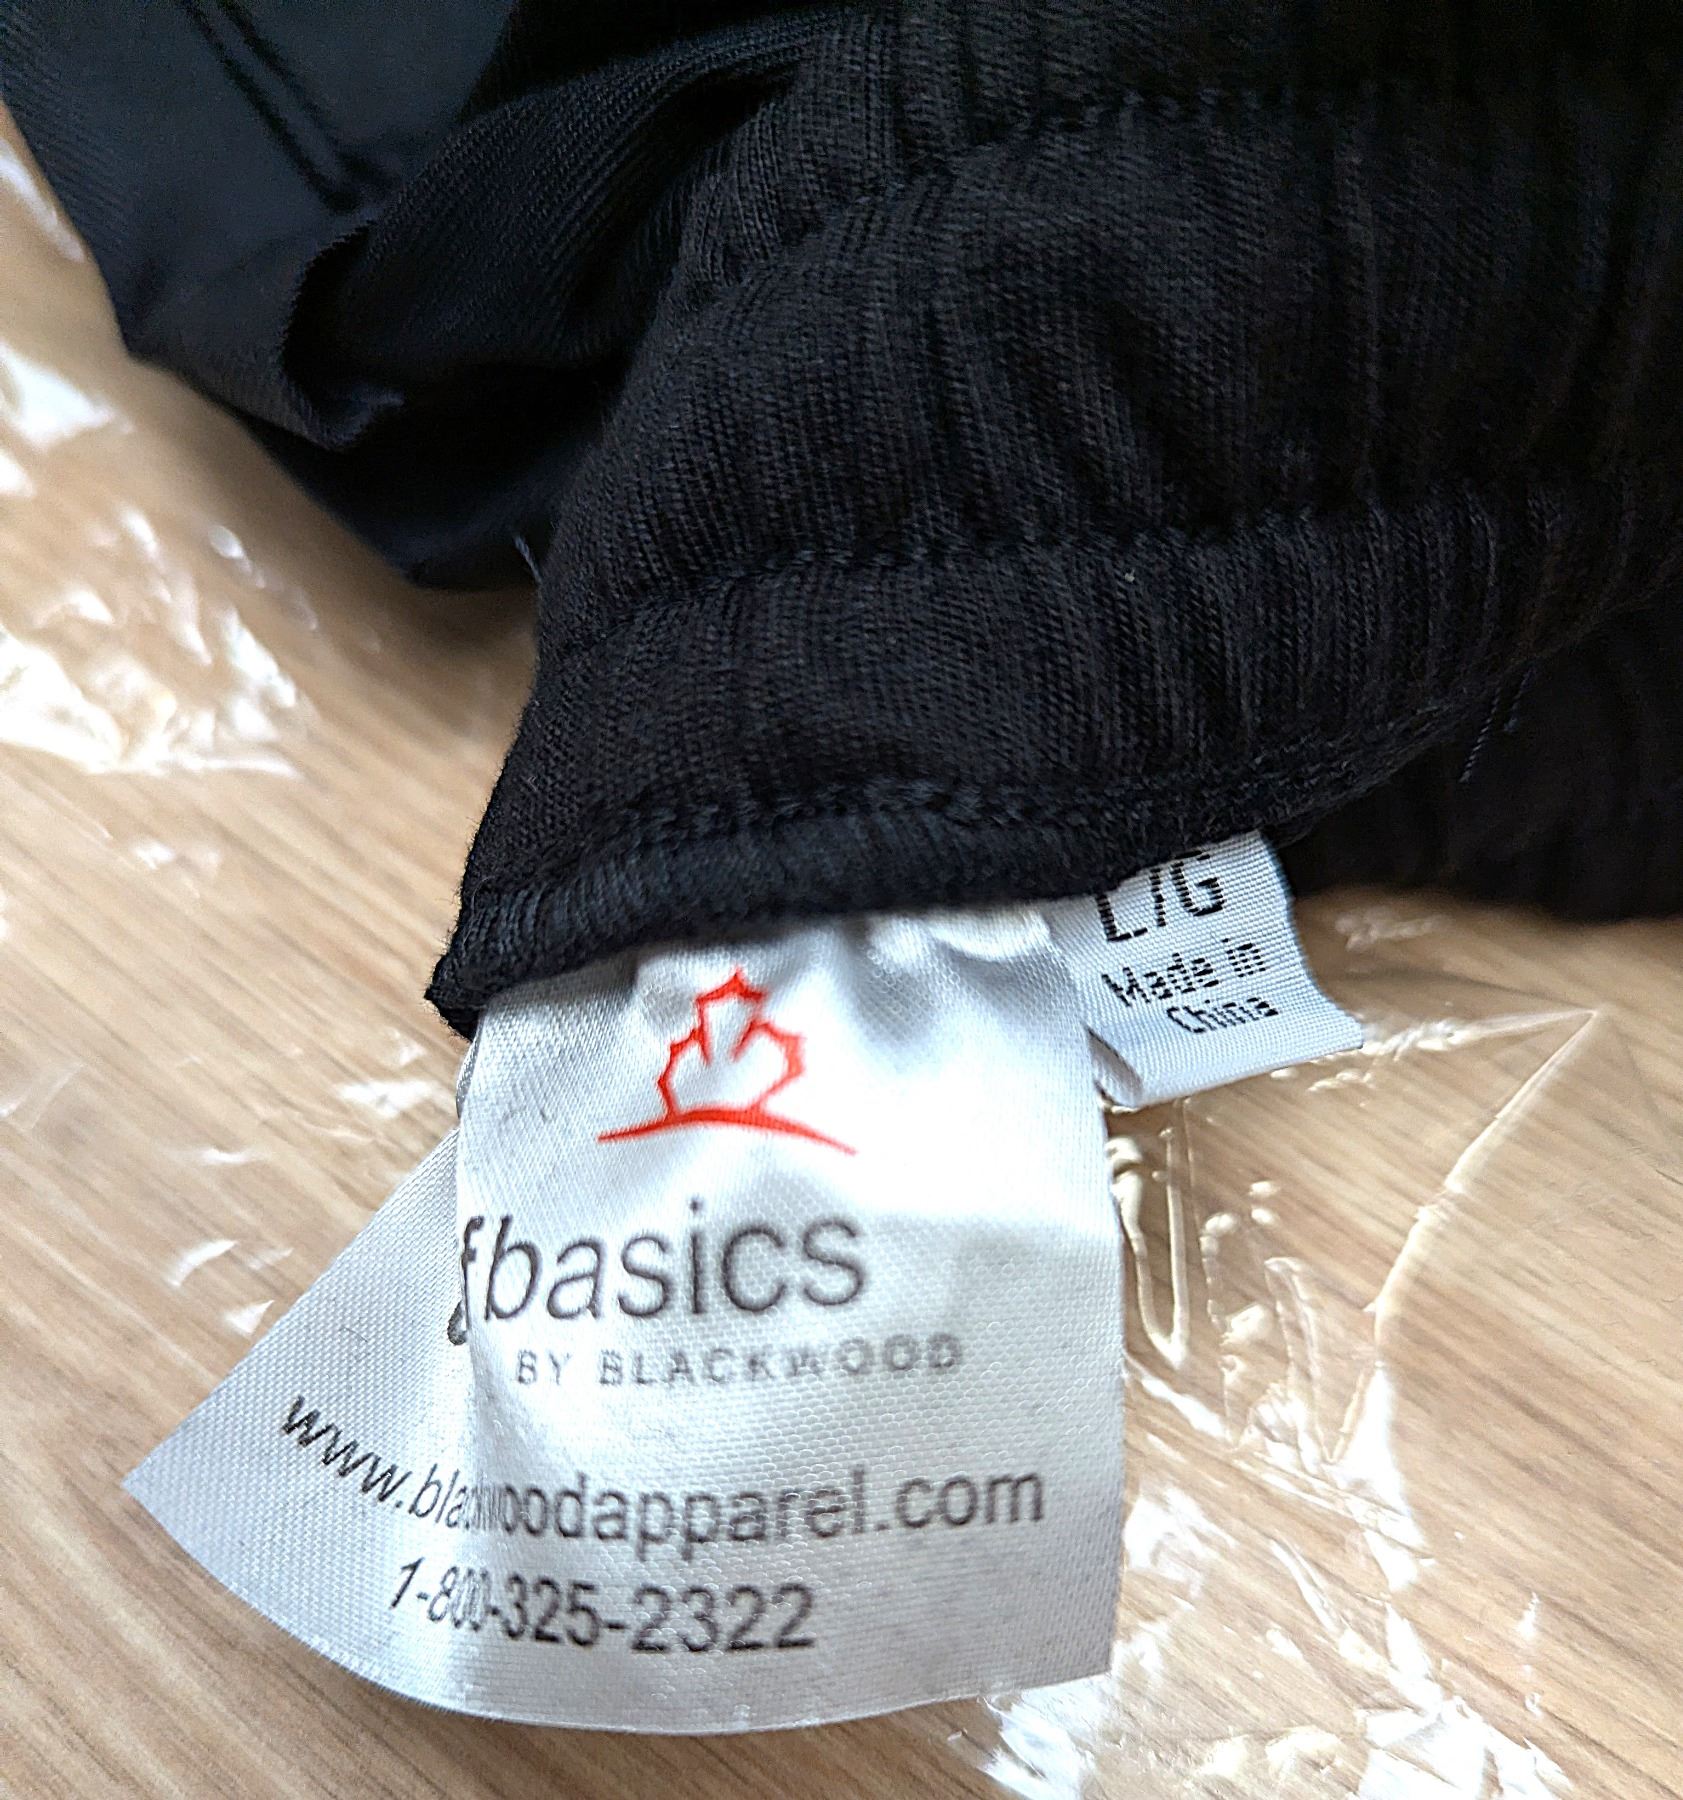 L/G
Made in
China
basics
BY BLACKWOOD
www.blackwoodapparel.com
1-800-325-2322